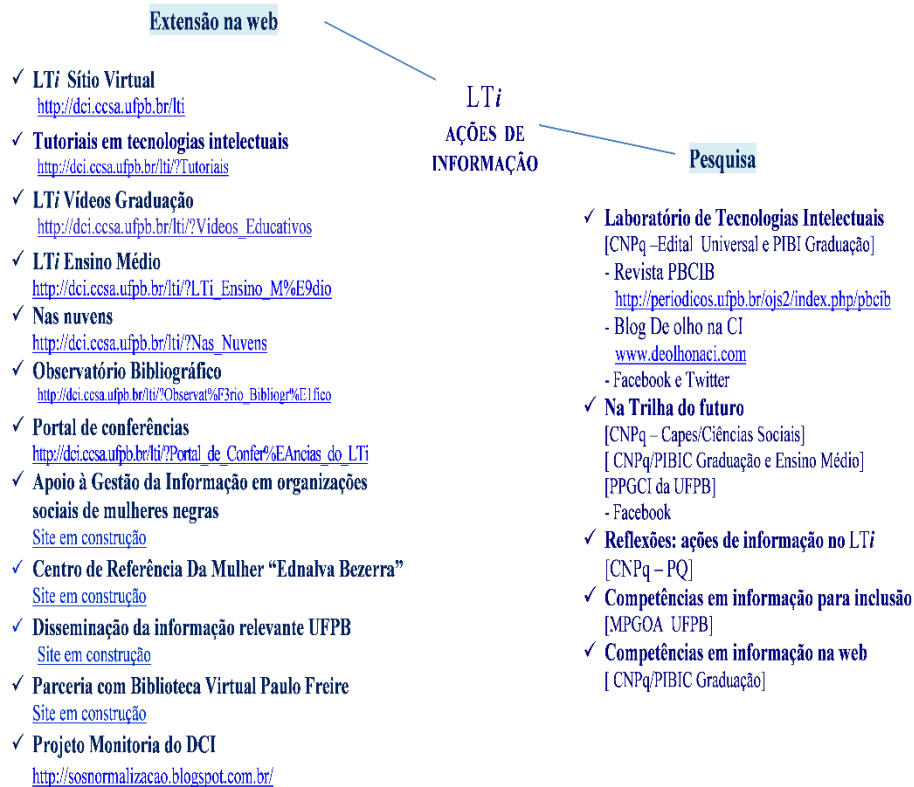 Extensão na web
✓ LTi Sítio Virtual
http://dci.ccsa.ufpb.br/lti
✓ Tutoriais em tecnologias intelectuais
http://dci.ccsa.ufpb.br/lti/?Tutoriais
✓ LTi Vídeos Graduação
http://dci.ccsa.ufpb.br/lti/?Videos_Educativos
✓ LTi Ensino Médio
http://dci.ccsa.ufpb.br/lti/?LTi_Ensino_M%E9dio
✓ Nas nuvens
http://dci.ccsa.ufpb.br/lti/?Nas_Nuvens
✓ Observatório Bibliográfico
http://dci.ccsa.ufpb.br/lti/?Observat%F3rio_Bibliogr%E1fico
✓ Portal de conferências
http://dci.ccsa.ufpb.br/lti/?Portal_de_Confer%EAncias_do_LTi
✓ Apoio à Gestão da Informação em organizações
sociais de mulheres negras
Site em construção
✓ Centro de Referência Da Mulher “Ednalva Bezerra”
Site em construção
✓ Disseminação da informação relevante UFPB
Site em construção
✓ Parceria com Biblioteca Virtual Paulo Freire
Site em construção
✓ Projeto Monitoria do DCI
http://sosnormalizacao.blogspot.com.br/
LTi
AÇÕES DE
INFORMAÇÃO
Pesquisa
✓ Laboratório de Tecnologias Intelectuais
[CNPq –Edital Universal e PIBI Graduação]
- Revista PBCIB
http://periodicos.ufpb.br/ojs2/index.php/pbcib
- Blog De olho na CI
www.deolhonaci.com
- Facebook e Twitter
✓ Na Trilha do futuro
[CNPq – Capes/Ciências Sociais]
[ CNPq/PIBIC Graduação e Ensino Médio]
[PPGCI da UFPB]
- Facebook
✓ Reflexões: ações de informação no LTi
[CNPq – PQ]
✓ Competências em informação para inclusão
[MPGOA UFPB]
✓ Competências em informação na web
[ CNPq/PIBIC Graduação]